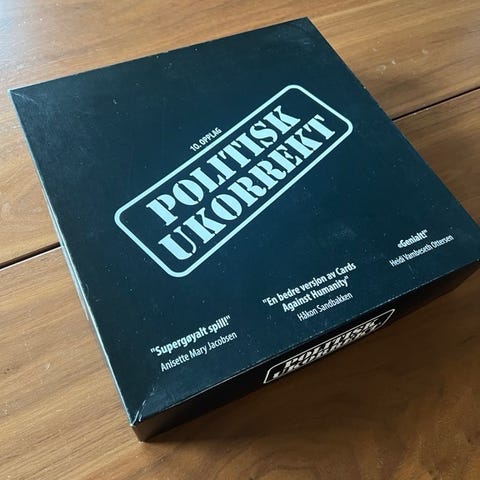 10. OPPLAG
POLITISK
UKORREKT
"Supergøyalt spill!"
Anisette Mary Jacobsen
"En bedre versjon av Cards
Against Humanity"
Håkon Sandbakken
«Genialt!"
Heidi Vambeseth Ottersen
POLITISK
UKORREKT